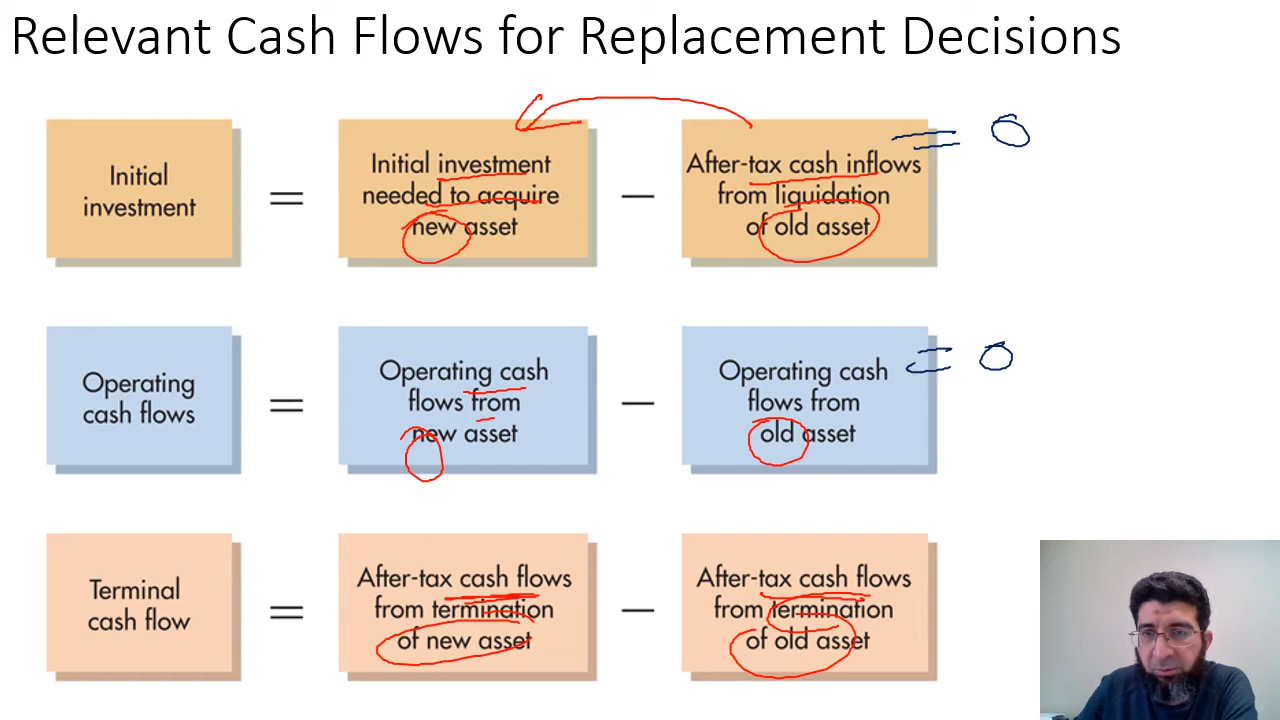 Relevant Cash Flows for Replacement Decisions
Initial
investment
=
Initial investment
needed to acquire
new asset
−
After-tax cash inflows
from liquidation
of old asset
= 0
Operating
cash flows
=
Operating cash
flows from
new asset
−
Operating cash
flows from
old asset
= 0
Terminal
cash flow
=
After-tax cash flows
from termination
of new asset
−
After-tax cash flows
from termination
of old asset